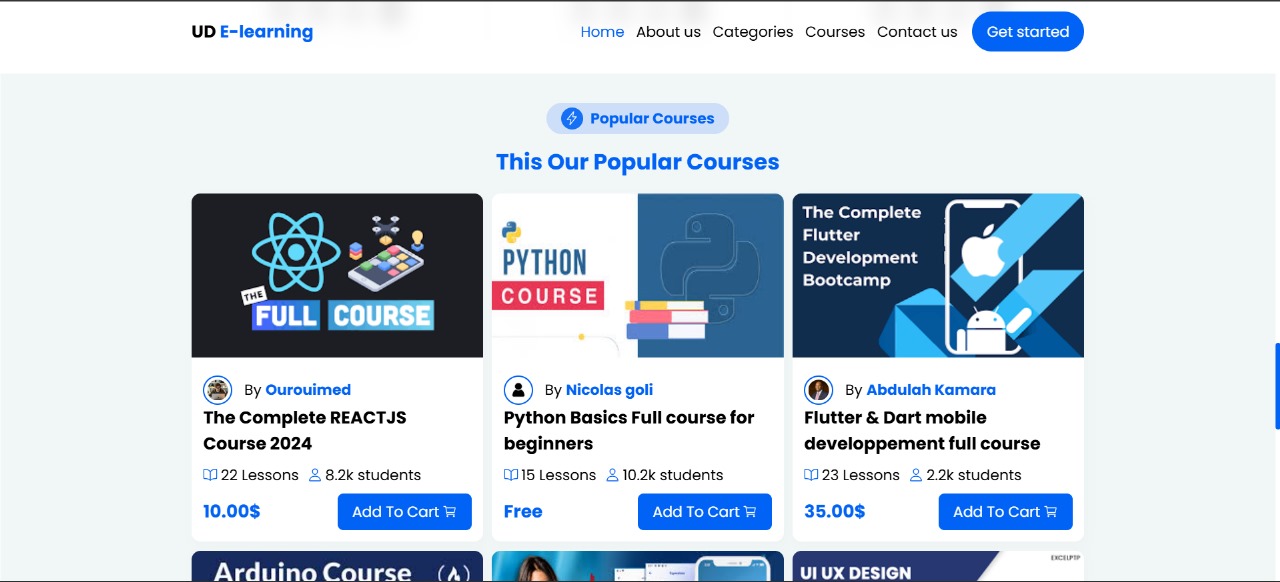 UD E-learning
Home About us Categories Courses Contact us Get started
Popular Courses
This Our Popular Courses
THE
FULL COURSE
PYTHON
COURSE
The Complete
Flutter
Development
Bootcamp
By Ourouimed
The Complete REACTJS
Course 2024
22 Lessons 8.2k students
10.00$ Add To Cart
By Nicolas goli
Python Basics Full course for
beginners
15 Lessons 10.2k students
Free Add To Cart
By Abdulah Kamara
Flutter & Dart mobile
developpement full course
23 Lessons 2.2k students
35.00$ Add To Cart
Arduino Course
EXCELPTP
UI UX DESIGN